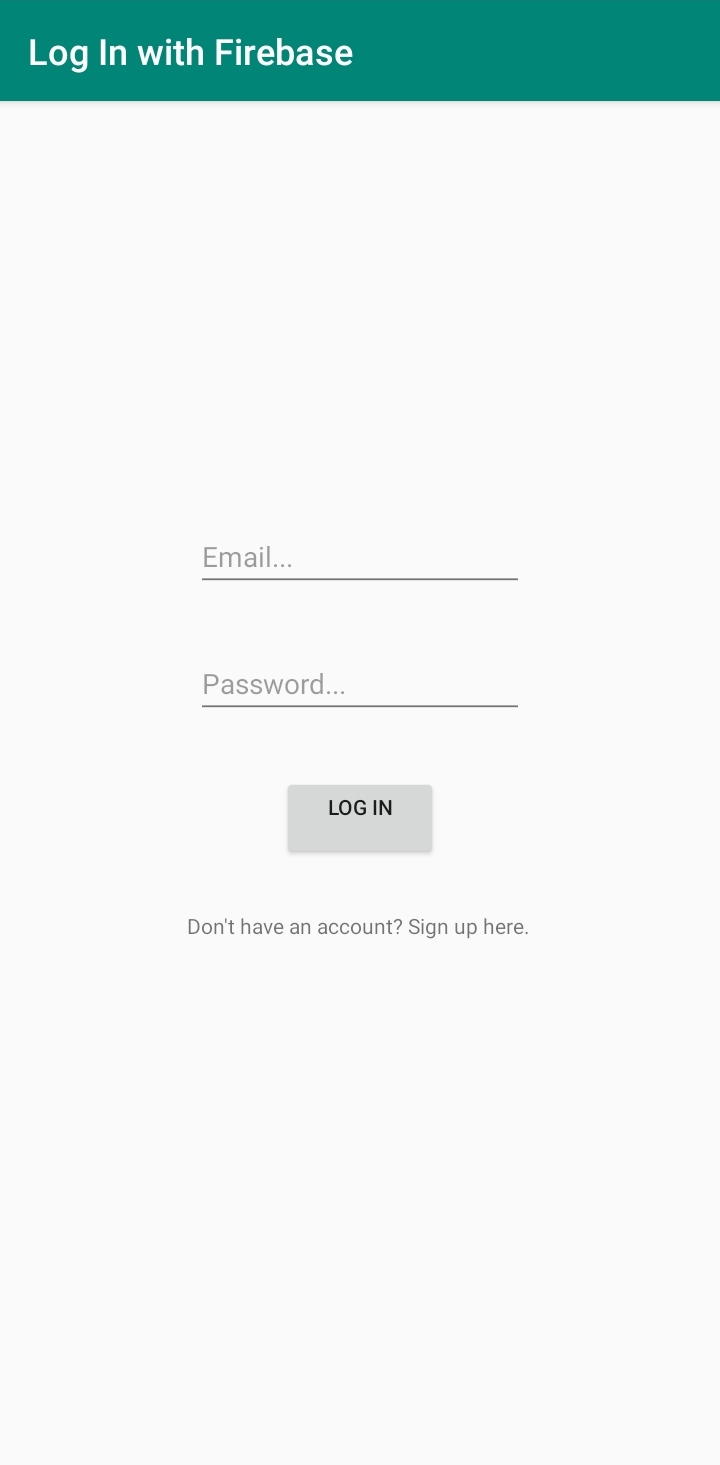 Log In with Firebase
Email...
Password...
LOG IN
Don't have an account? Sign up here.